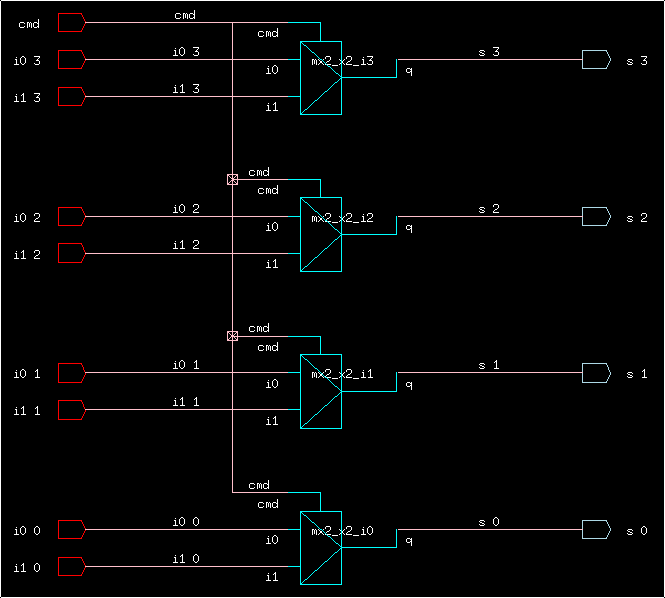 cmd cmd cmd
i0 3 i0 3 i0 mx2_x2_i3 q s 3 s 3
i1 3 i1 3 i1
cmd
cmd
i0 2 i0 2 i0 mx2_x2_i2 q s 2 s 2
i1 2 i1 2 i1
cmd
cmd
i0 1 i0 1 i0 mx2_x2_i1 q s 1 s 1
i1 1 i1 1 i1
cmd
cmd
i0 0 i0 0 i0 mx2_x2_i0 q s 0 s 0
i1 0 i1 0 i1